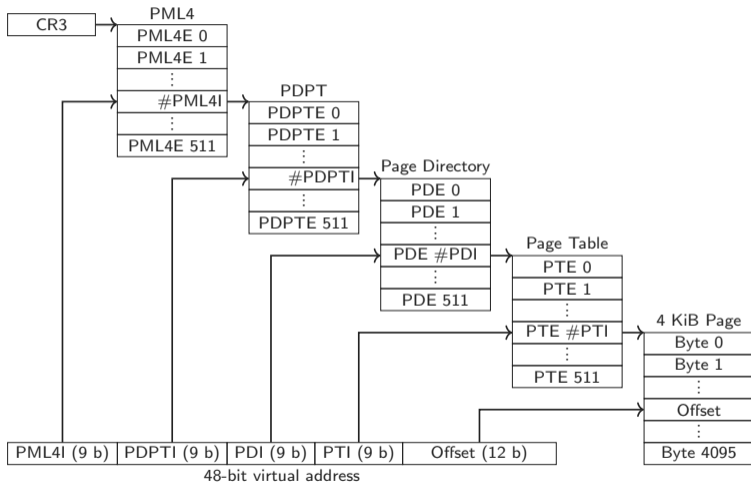 CR3
PML4
PML4E 0
PML4E 1
⋮
#PML4I
⋮
PML4E 511
PDPT
PDPTE 0
PDPTE 1
⋮
#PDPTI
⋮
PDPTE 511
Page Directory
PDE 0
PDE 1
⋮
PDE #PDI
⋮
PDE 511
Page Table
PTE 0
PTE 1
⋮
PTE #PTI
⋮
PTE 511
4 KiB Page
Byte 0
Byte 1
⋮
Offset
⋮
Byte 4095
PML4I (9 b) PDPTI (9 b) PDI (9 b) PTI (9 b) Offset (12 b)
48-bit virtual address